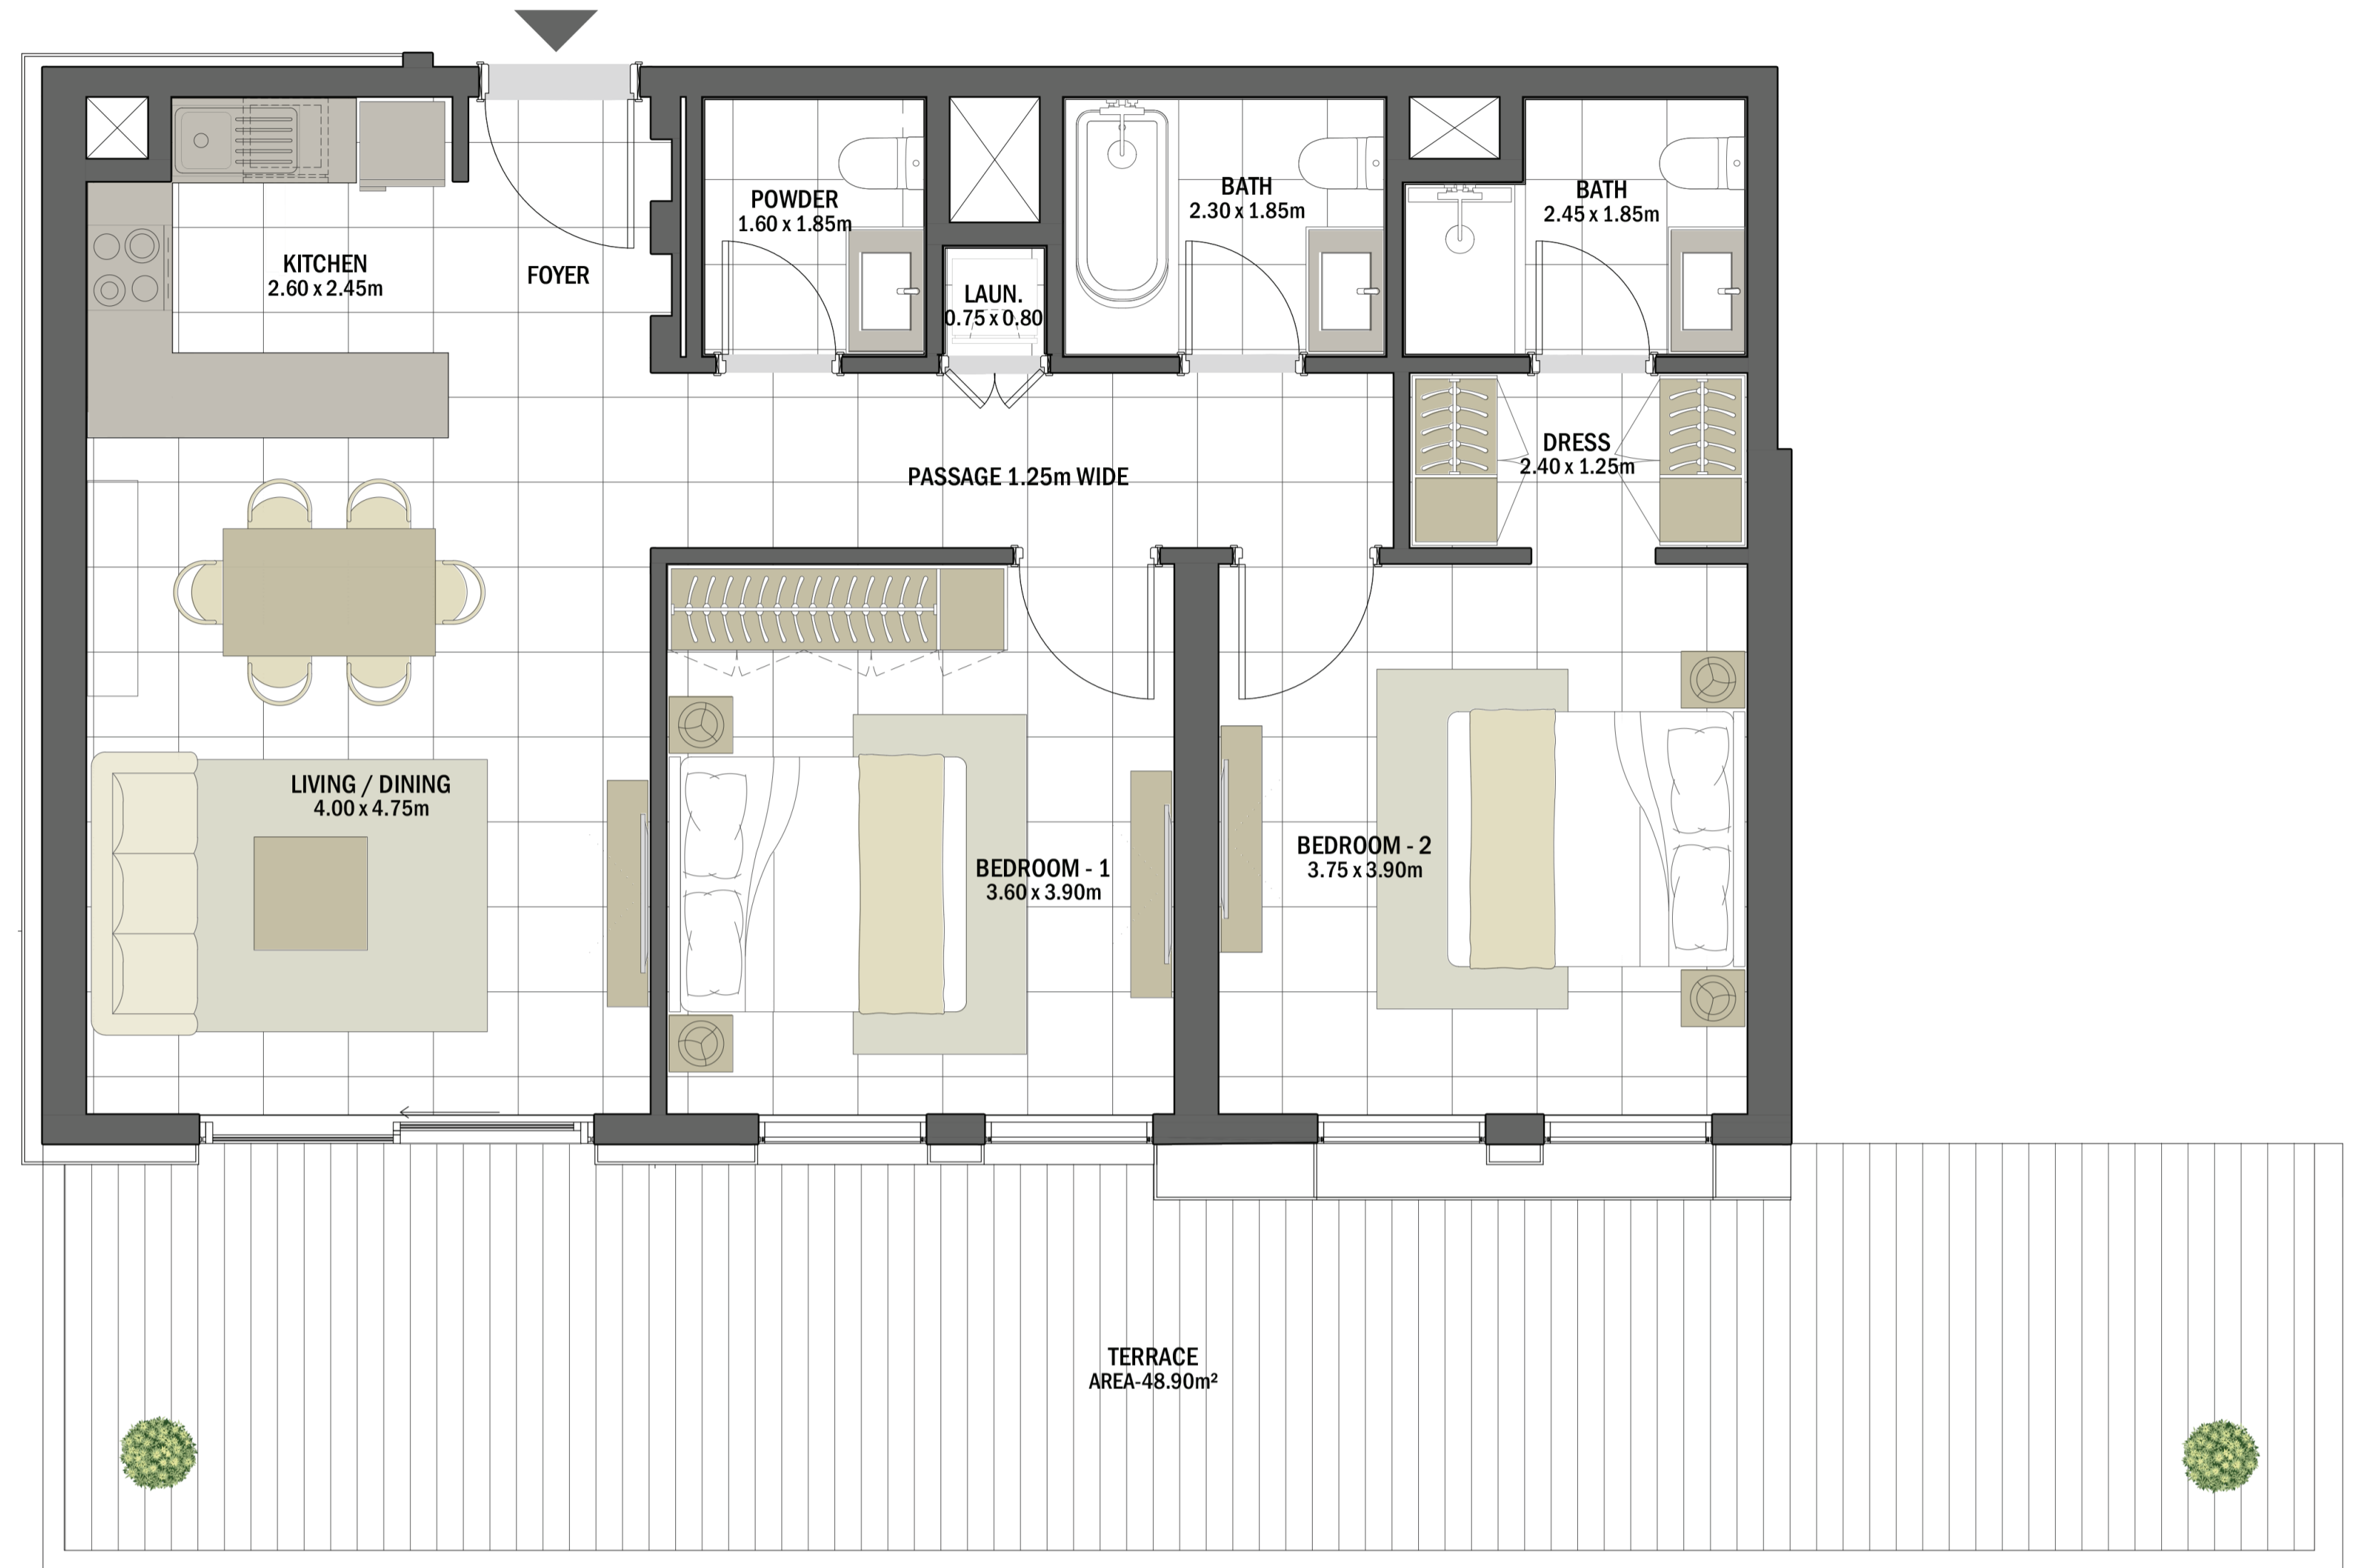 POWDER
1.60 x 1.85m
BATH
2.30 x 1.85m
BATH
2.45 x 1.85m
KITCHEN
2.60 x 2.45m
FOYER
LAUN.
0.75 x 0.80
DRESS
2.40 x 1.25m
PASSAGE 1.25m WIDE
LIVING / DINING
4.00 x 4.75m
BEDROOM - 1
3.60 x 3.90m
BEDROOM - 2
3.75 x 3.90m
TERRACE
AREA-48.90m²